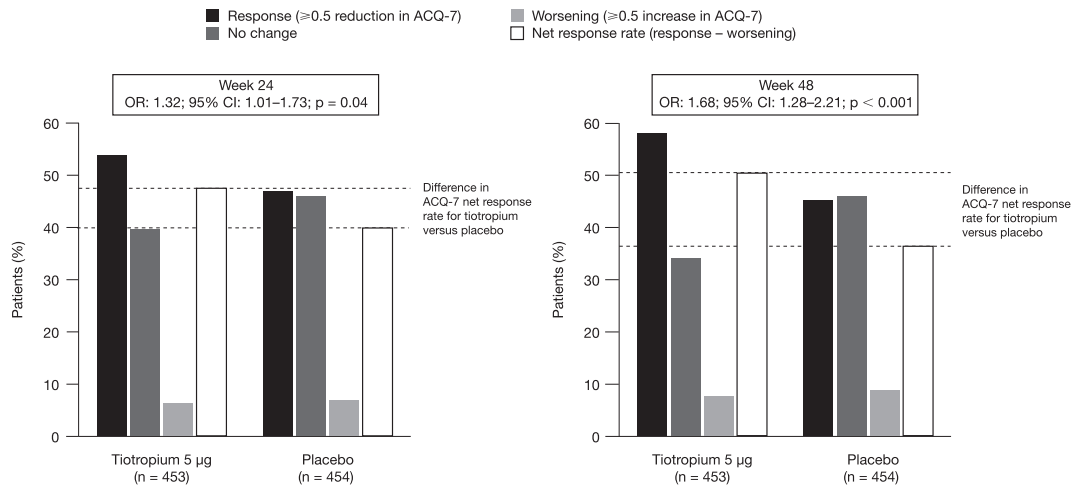 Response (≥0.5 reduction in ACQ-7)
No change
Worsening (≥0.5 increase in ACQ-7)
Net response rate (response – worsening)
Week 24
OR: 1.32; 95% CI: 1.01–1.73; p = 0.04
Patients (%)
60
50
40
30
20
10
0
Difference in
ACQ-7 net response
rate for tiotropium
versus placebo
Tiotropium 5 µg
(n = 453)
Placebo
(n = 454)
Week 48
OR: 1.68; 95% CI: 1.28–2.21; p < 0.001
Patients (%)
60
50
40
30
20
10
0
Difference in
ACQ-7 net response
rate for tiotropium
versus placebo
Tiotropium 5 µg
(n = 453)
Placebo
(n = 454)